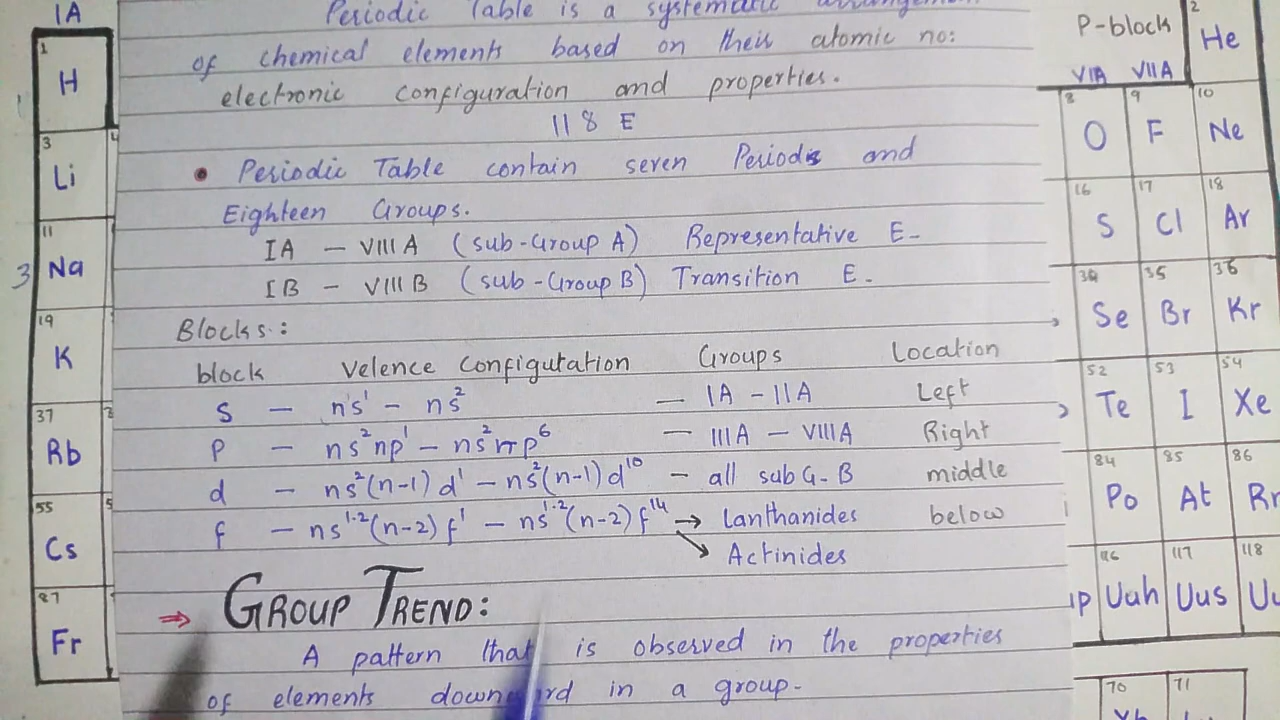 IA
1
H
3
Li
11
3 Na
19
K
37
Rb
55
Cs
87
Fr
Periodic Table is a systematic
of chemical elements based on their atomic no:
electronic configuration and properties.
118 E
• Periodic Table contain seven Periods and
Eighteen Groups.
IA — VIII A (sub-Group A) Representative E-
IB — VIII B (sub-Group B) Transition E-
Blocks:
block Velence Configutation Groups Location
S — ns¹ - ns² — IA - IIA Left
P — ns²np¹ - ns²np⁶ — IIIA - VIIIA Right
d — ns²(n-1)d¹ - ns²(n-1)d¹⁰ - all sub G-B middle
f — ns¹·²(n-2)f¹ - ns¹·²(n-2)f¹⁴ → Lanthanides below
→ Actinides
⇒ GROUP TREND:
A pattern that is observed in the properties
of elements downward in a group-
P-block
VIA VIIA
2
He
8 9 10
O F Ne
16 17 18
S Cl Ar
34 35 36
Se Br Kr
52 53 54
Te I Xe
84 85 86
Po At
116 117 118
Uuh Uus
70 71
Yb